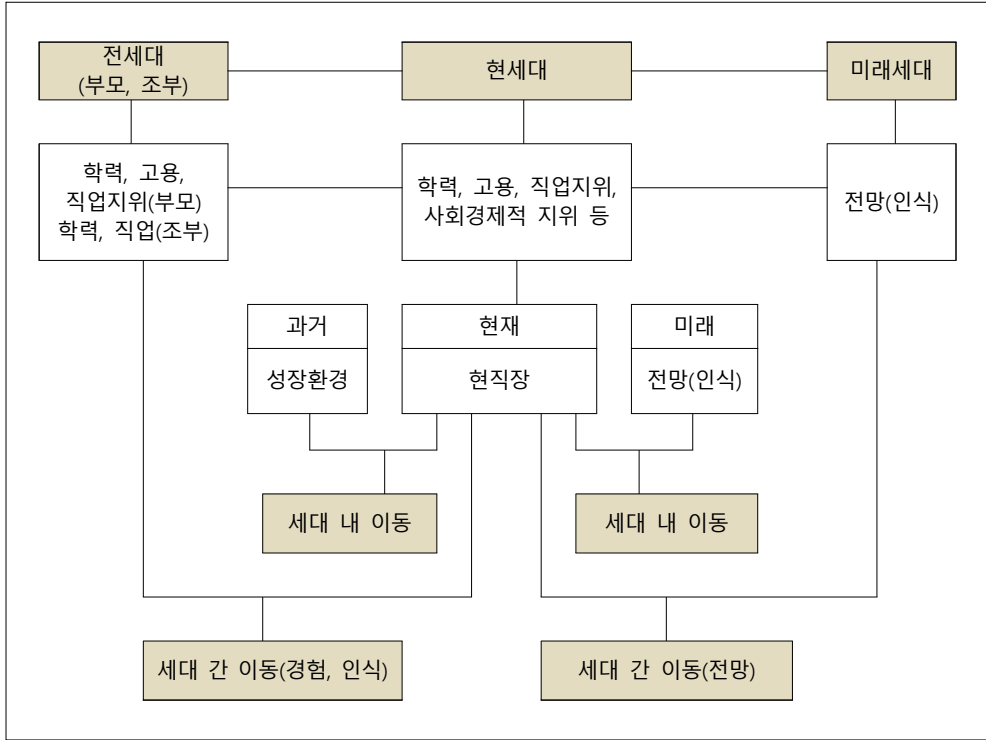 전세대
(부모, 조부)
현세대
미래세대
학력, 고용,
직업지위(부모)
학력, 직업(조부)
학력, 고용, 직업지위,
사회경제적 지위 등
전망(인식)
과거
현재
미래
성장환경
현직장
전망(인식)
세대 내 이동
세대 내 이동
세대 간 이동(경험, 인식)
세대 간 이동(전망)